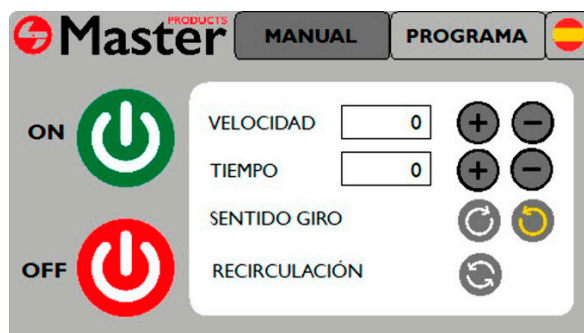 Master PRODUCTS
MANUAL
PROGRAMA
ON
VELOCIDAD 0
TIEMPO 0
SENTIDO GIRO
OFF
RECIRCULACIÓN